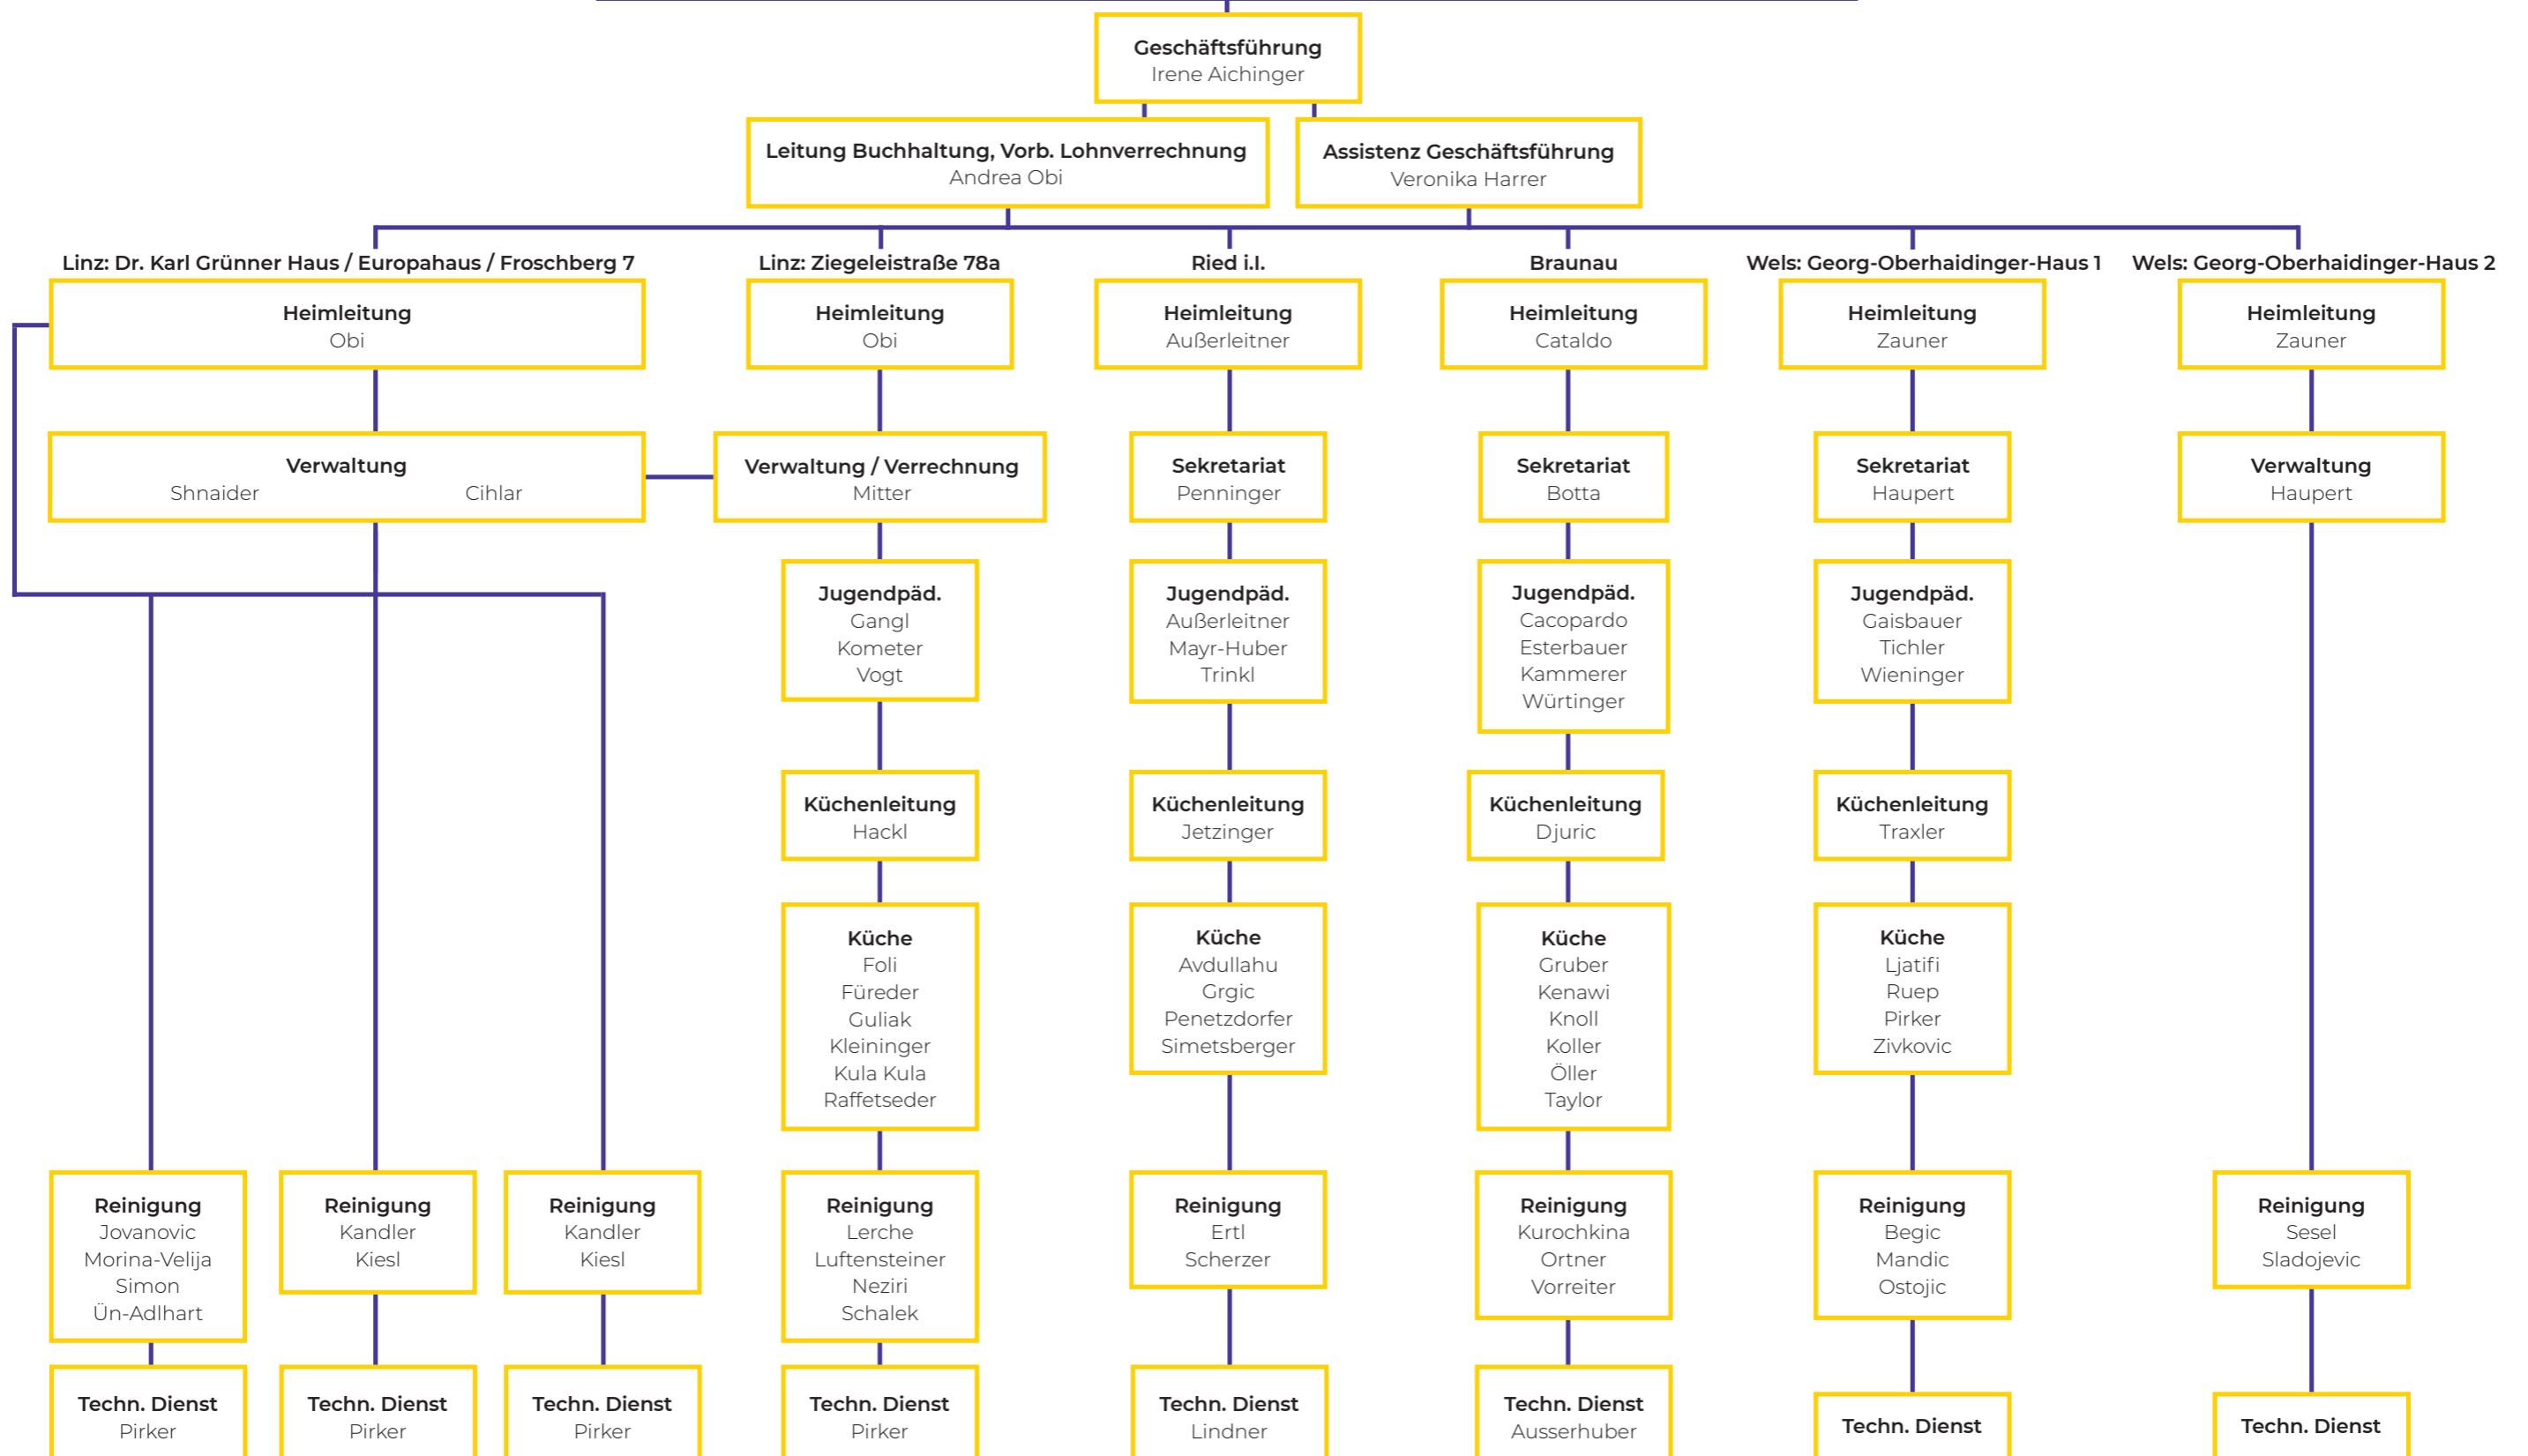 Geschäftsführung
Irene Aichinger
Leitung Buchhaltung, Vorb. Lohnverrechnung
Andrea Obi
Assistenz Geschäftsführung
Veronika Harrer
Linz: Dr. Karl Grünner Haus / Europahaus / Froschberg 7
Heimleitung
Obi
Verwaltung
Shnaider Cihlar
Reinigung
Jovanovic
Morina-Velija
Simon
Ün-Adlhart
Techn. Dienst
Pirker
Reinigung
Kandler
Kiesl
Techn. Dienst
Pirker
Reinigung
Kandler
Kiesl
Techn. Dienst
Pirker
Linz: Ziegeleistraße 78a
Heimleitung
Obi
Verwaltung / Verrechnung
Mitter
Jugendpäd.
Gangl
Kometer
Vogt
Küchenleitung
Hackl
Küche
Foli
Füreder
Guliak
Kleininger
Kula Kula
Raffetseder
Reinigung
Lerche
Luftensteiner
Neziri
Schalek
Techn. Dienst
Pirker
Ried i.I.
Heimleitung
Außerleitner
Sekretariat
Penninger
Jugendpäd.
Außerleitner
Mayr-Huber
Trinkl
Küchenleitung
Jetzinger
Küche
Avdullahu
Grgic
Penetzdorfer
Simetsberger
Reinigung
Ertl
Scherzer
Techn. Dienst
Lindner
Braunau
Heimleitung
Cataldo
Sekretariat
Botta
Jugendpäd.
Cacopardo
Esterbauer
Kammerer
Würtinger
Küchenleitung
Djuric
Küche
Gruber
Kenawi
Knoll
Koller
Öller
Taylor
Reinigung
Kurochkina
Ortner
Vorreiter
Techn. Dienst
Ausserhuber
Wels: Georg-Oberhaidinger-Haus 1
Heimleitung
Zauner
Sekretariat
Haupert
Jugendpäd.
Gaisbauer
Tichler
Wieninger
Küchenleitung
Traxler
Küche
Ljatifi
Ruep
Pirker
Zivkovic
Reinigung
Begic
Mandic
Ostojic
Techn. Dienst
Wels: Georg-Oberhaidinger-Haus 2
Heimleitung
Zauner
Verwaltung
Haupert
Reinigung
Sesel
Sladojevic
Techn. Dienst